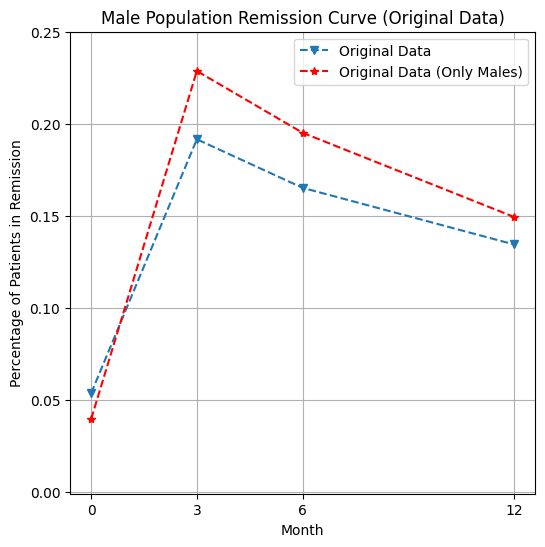 Male Population Remission Curve (Original Data)
Original Data
Original Data (Only Males)
Percentage of Patients in Remission
0.25
0.20
0.15
0.10
0.05
0.00
0 3 6 12
Month